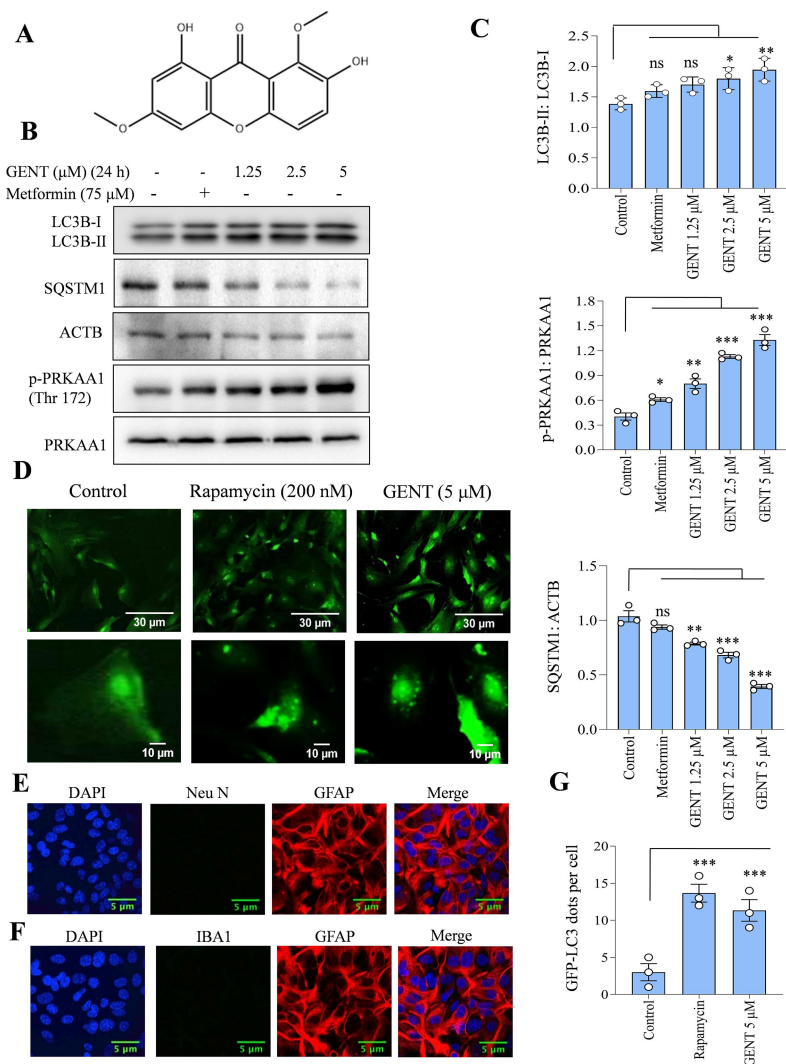 A
OH
O
O
OH
O
O
B
GENT (µM) (24 h) - - 1.25 2.5 5
Metformin (75 µM) - + - - -
LC3B-I
LC3B-II
SQSTM1
ACTB
p-PRKAA1
(Thr 172)
PRKAA1
C
LC3B-II: LC3B-I
2.5
2.0
1.5
1.0
0.5
0.0
ns
ns
*
**
Control
Metformin
GENT 1.25 µM
GENT 2.5 µM
GENT 5 µM
p-PRKAA1: PRKAA1
1.8
1.5
1.2
0.9
0.6
0.3
0.0
*
**
***
***
Control
Metformin
GENT 1.25 µM
GENT 2.5 µM
GENT 5 µM
SQSTM1: ACTB
1.5
1.0
0.5
0.0
ns
**
***
***
Control
Metformin
GENT 1.25 µM
GENT 2.5 µM
GENT 5 µM
D
Control Rapamycin (200 nM) GENT (5 µM)
30 µm 30 µm 30 µm
10 µm 10 µm 10 µm
E
DAPI Neu N GFAP Merge
5 µm 5 µm 5 µm 5 µm
F
DAPI IBA1 GFAP Merge
5 µm 5 µm 5 µm 5 µm
G
GFP-LC3 dots per cell
20
15
10
5
0
***
***
Control
Rapamycin
GENT 5 µM